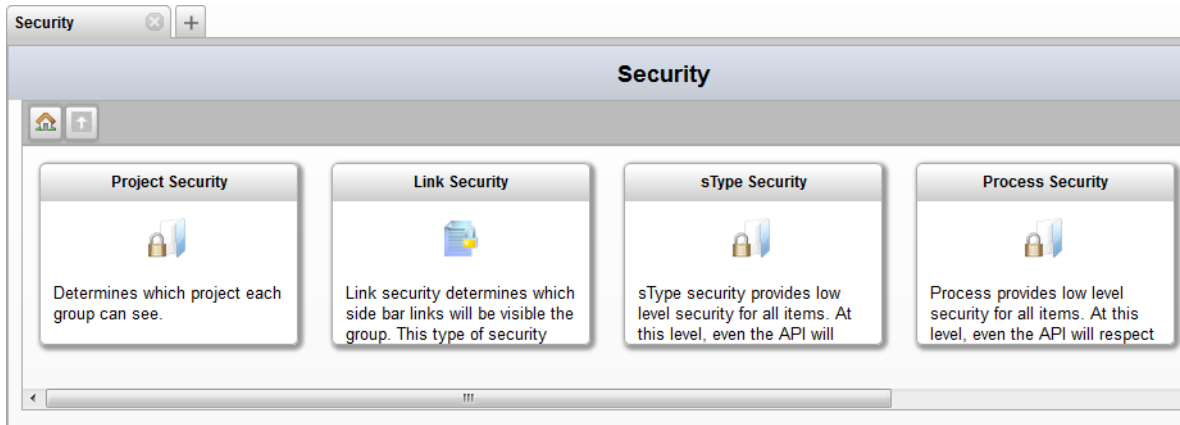 Security
Security
Project Security
Determines which project each
group can see.
Link Security
Link security determines which
side bar links will be visible the
group. This type of security
sType Security
sType security provides low
level security for all items. At
this level, even the API will
Process Security
Process provides low level
security for all items. At this
level, even the API will respect